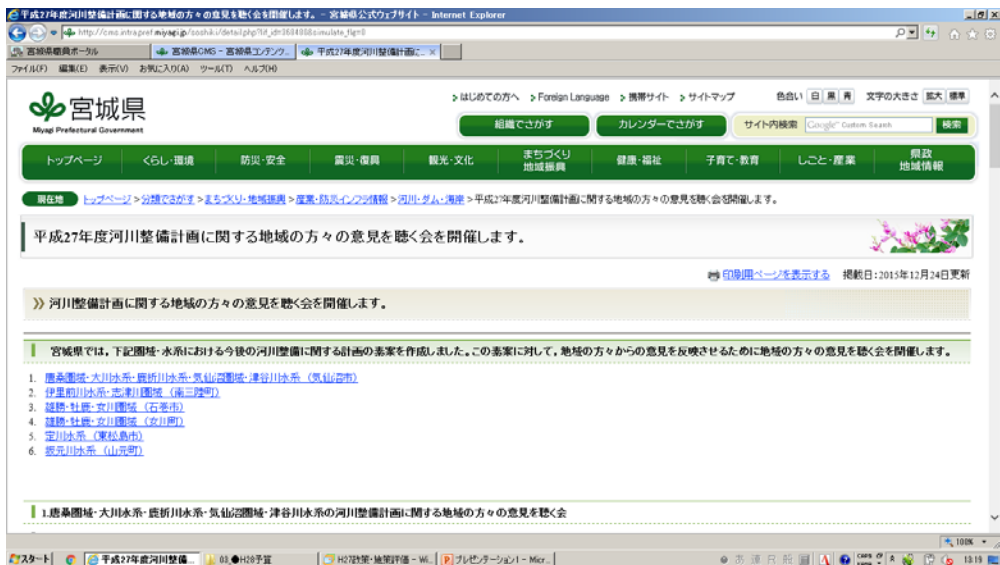 平成27年度河川整備計画に関する地域の方々の意見を聴く会を開催します。 - 宮城県公式ウェブサイト - Internet Explorer
宮城県職員ポータル 宮城県CMS - 宮城県コンテンツ... 平成27年度河川整備計画に...
ファイル(F) 編集(E) 表示(V) お気に入り(A) ツール(T) ヘルプ(H)
宮城県
Miyagi Prefectural Government
はじめての方へ Foreign Language 携帯サイト サイトマップ 色合い 白 黒 青 文字の大きさ 拡大 標準
組織でさがす カレンダーでさがす サイト内検索 Google Custom Search 検索
トップページ くらし・環境 防災・安全 震災・復興 観光・文化 まちづくり 地域振興 健康・福祉 子育て・教育 しごと・産業 県政 地域情報
現在地 トップページ > 分類でさがす > まちづくり・地域振興 > 産業・防災インフラ情報 > 河川・ダム・海岸 > 平成27年度河川整備計画に関する地域の方々の意見を聴く会を開催します。
平成27年度河川整備計画に関する地域の方々の意見を聴く会を開催します。
印刷用ページを表示する 掲載日：2015年12月24日更新
河川整備計画に関する地域の方々の意見を聴く会を開催します。
宮城県では，下記圏域・水系における今後の河川整備に関する計画の素案を作成しました。この素案に対して，地域の方々からの意見を反映させるために地域の方々の意見を聴く会を開催します。
1. 唐桑圏域・大川水系・鹿折川水系・気仙沼圏域・津谷川水系 （気仙沼市）
2. 伊里前川水系・志津川圏域 （南三陸町）
3. 雄勝・牡鹿・女川圏域 （石巻市）
4. 雄勝・牡鹿・女川圏域 （女川町）
5. 定川水系 （東松島市）
6. 坂元川水系 （山元町）
1.唐桑圏域・大川水系・鹿折川水系・気仙沼圏域・津谷川水系の河川整備計画に関する地域の方々の意見を聴く会
100%
スタート 平成27年度河川整備... 03_●H28予算 H27政策・施策評価 - Wi... プレゼンテーション1 - Micr... 13:19